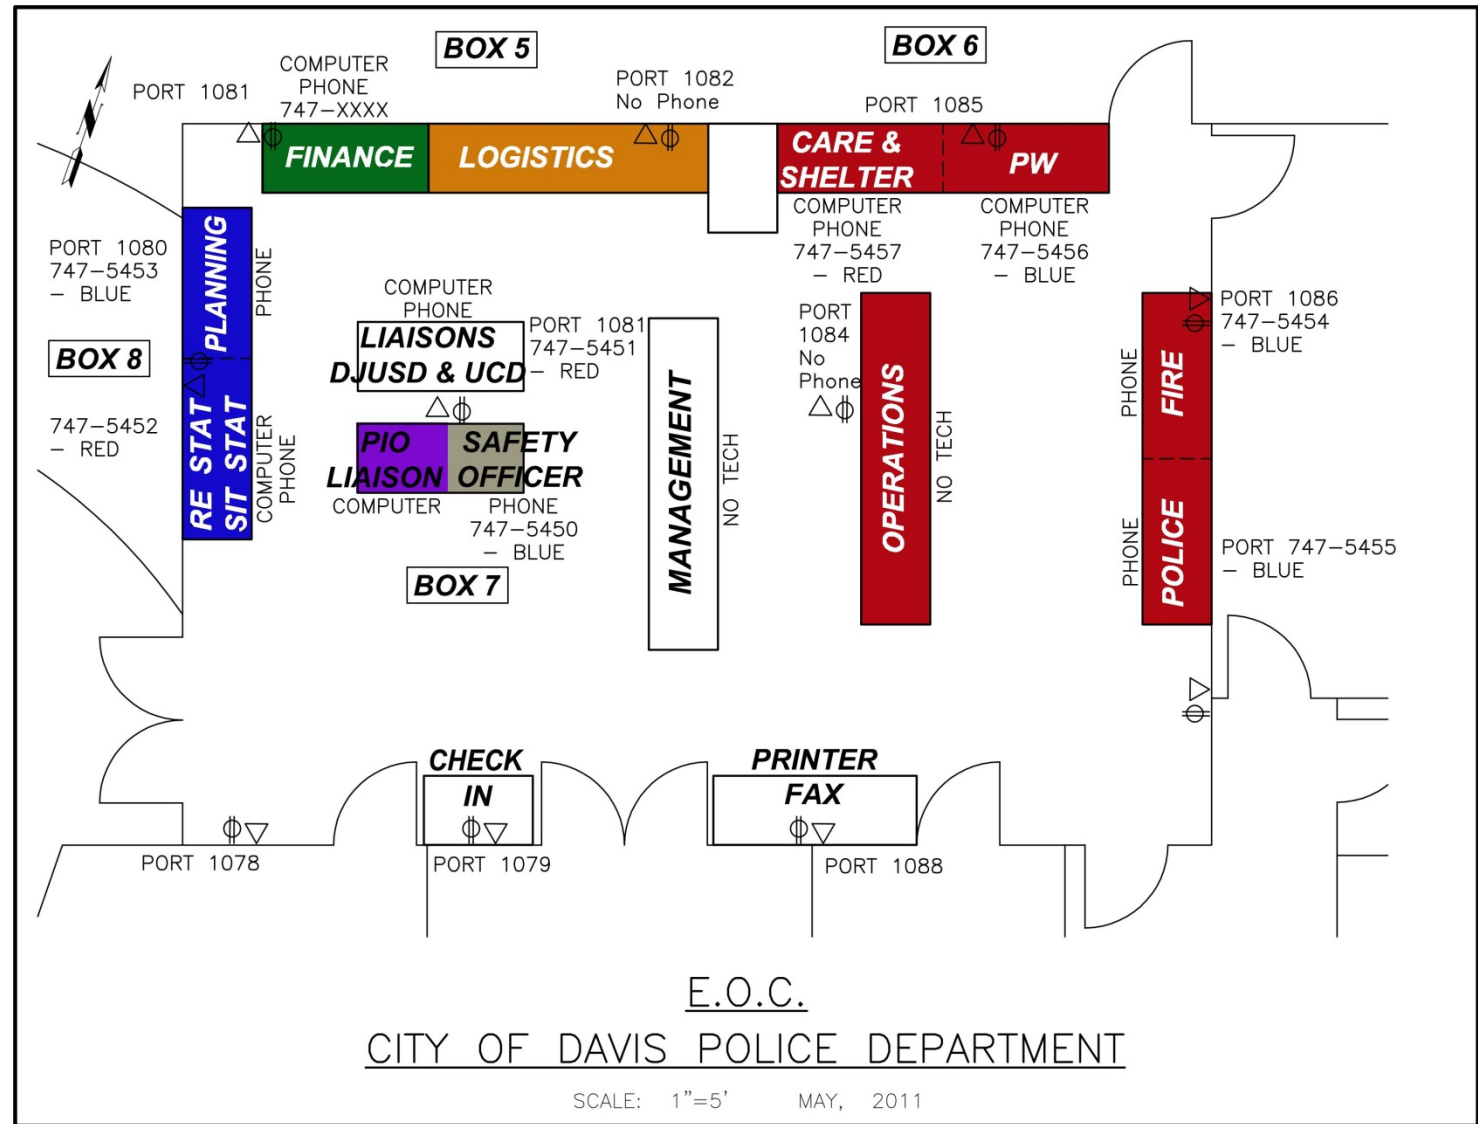 BOX 5
BOX 6
COMPUTER
PHONE
747-XXXX
PORT 1081
PORT 1082
No Phone
PORT 1085
FINANCE
LOGISTICS
CARE &
SHELTER
PW
COMPUTER
PHONE
747-5457
- RED
COMPUTER
PHONE
747-5456
- BLUE
PORT 1080
747-5453
- BLUE
PLANNING
PHONE
BOX 8
747-5452
- RED
RE STAT
SIT STAT
COMPUTER
PHONE
COMPUTER
PHONE
LIAISONS
DJUSD & UCD
PORT 1081
747-5451
- RED
PIO
LIAISON
SAFETY
OFFICER
COMPUTER
PHONE
747-5450
- BLUE
BOX 7
MANAGEMENT
NO TECH
PORT
1084
No
Phone
OPERATIONS
NO TECH
PHONE
FIRE
PORT 1086
747-5454
- BLUE
PHONE
POLICE
PORT 747-5455
- BLUE
CHECK
IN
PRINTER
FAX
PORT 1078
PORT 1079
PORT 1088
E.O.C.
CITY OF DAVIS POLICE DEPARTMENT
SCALE: 1"=5' MAY, 2011